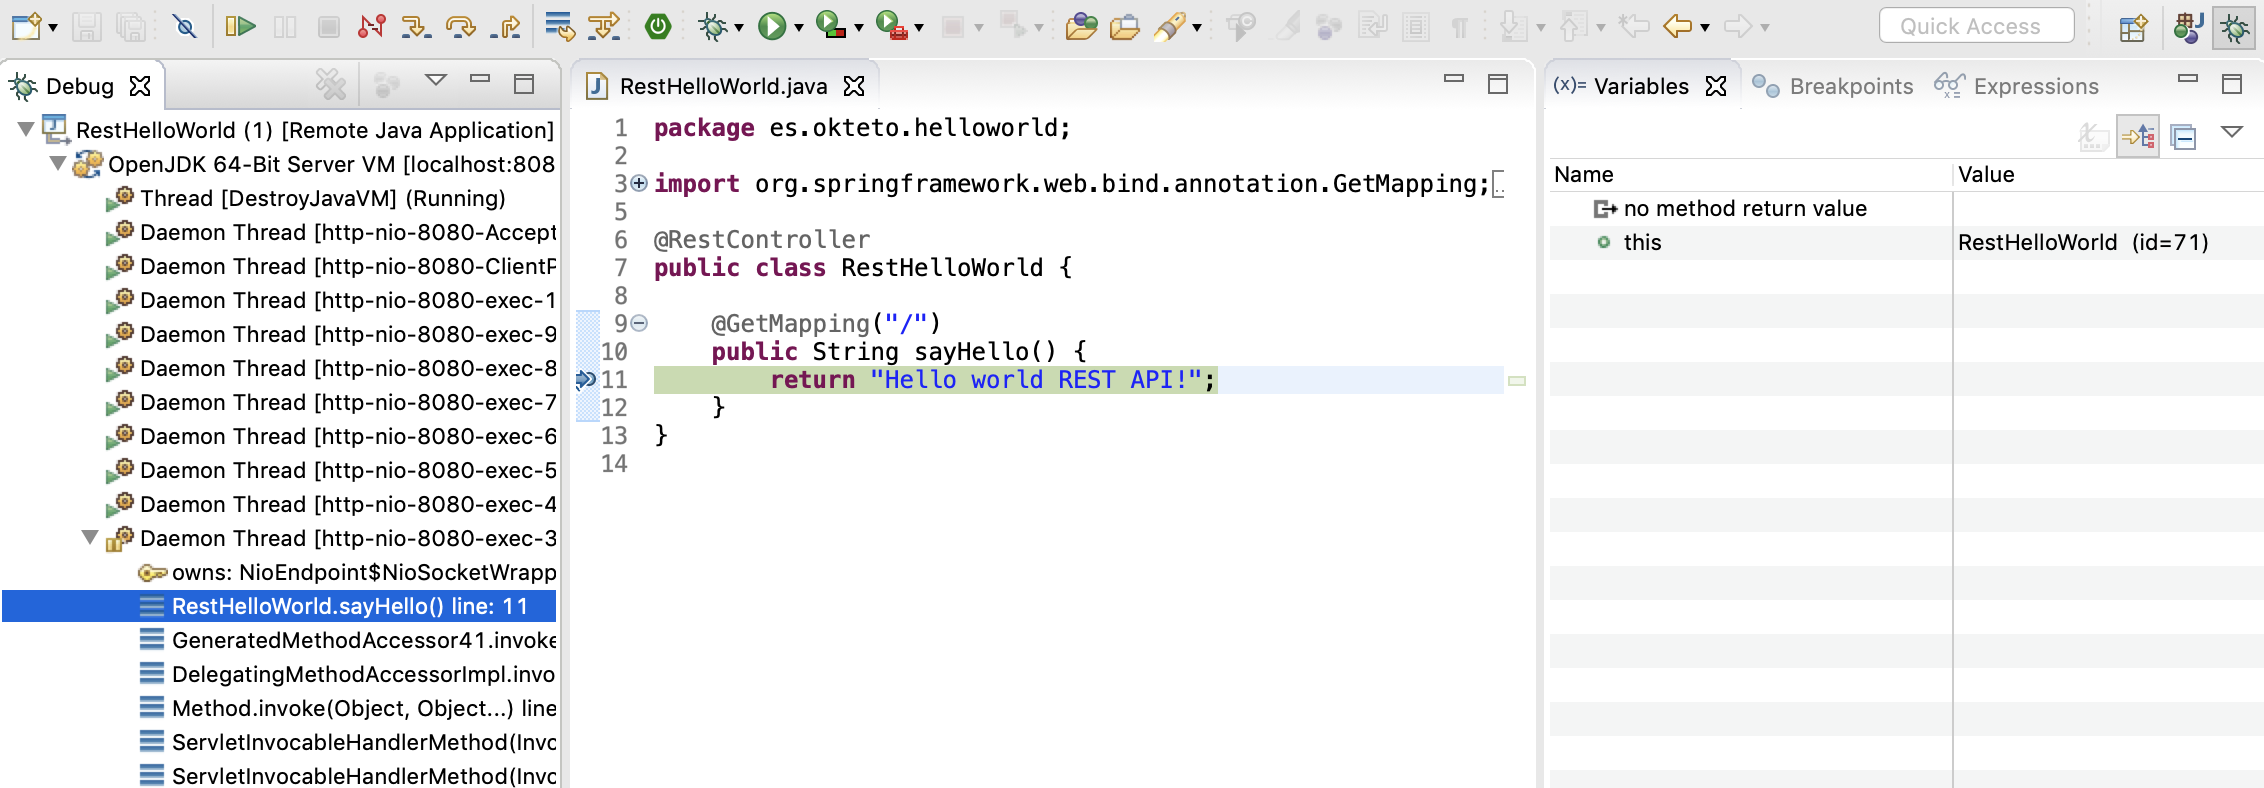 Quick Access
Debug
RestHelloWorld (1) [Remote Java Application]
OpenJDK 64-Bit Server VM [localhost:808
Thread [DestroyJavaVM] (Running)
Daemon Thread [http-nio-8080-Accept
Daemon Thread [http-nio-8080-ClientP
Daemon Thread [http-nio-8080-exec-1
Daemon Thread [http-nio-8080-exec-9
Daemon Thread [http-nio-8080-exec-8
Daemon Thread [http-nio-8080-exec-7
Daemon Thread [http-nio-8080-exec-6
Daemon Thread [http-nio-8080-exec-5
Daemon Thread [http-nio-8080-exec-4
Daemon Thread [http-nio-8080-exec-3
owns: NioEndpoint$NioSocketWrapp
RestHelloWorld.sayHello() line: 11
GeneratedMethodAccessor41.invoke
DelegatingMethodAccessorImpl.invo
Method.invoke(Object, Object...) line
ServletInvocableHandlerMethod(Invo
ServletInvocableHandlerMethod(Invo
RestHelloWorld.java
1 package es.okteto.helloworld;
2
3 import org.springframework.web.bind.annotation.GetMapping;
5
6 @RestController
7 public class RestHelloWorld {
8
9 @GetMapping("/")
10 public String sayHello() {
11 return "Hello world REST API!";
12 }
13 }
14
(x)= Variables
Breakpoints
Expressions
Name Value
no method return value
this RestHelloWorld (id=71)